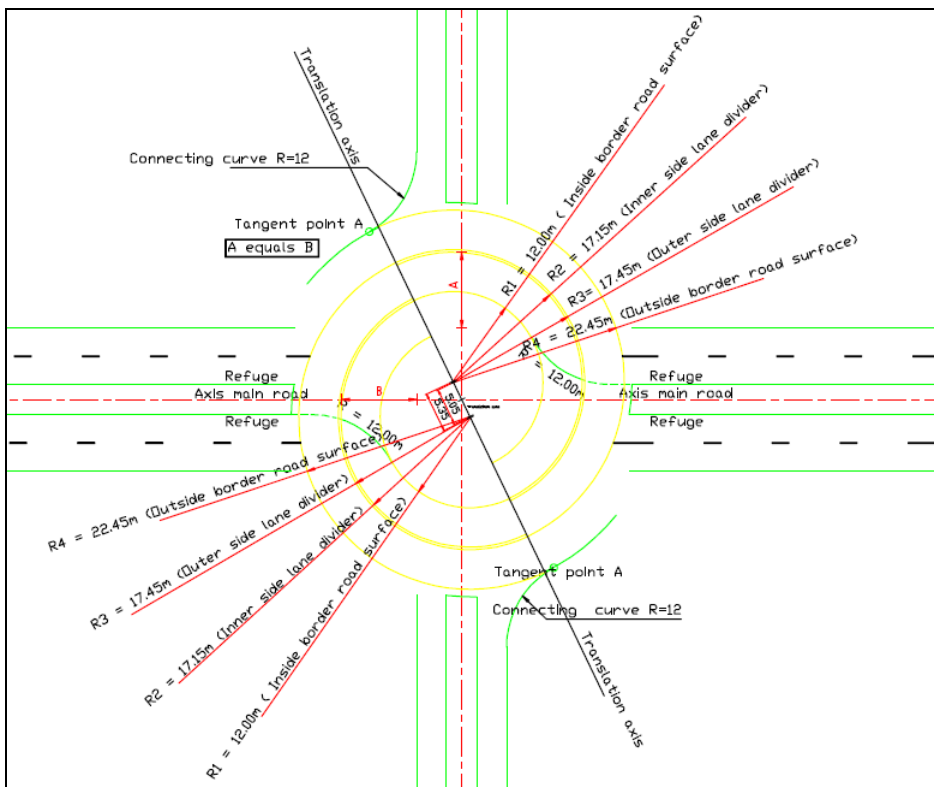 Translation axis
Connecting curve R=12
Tangent point A
A equals B
R1 = 12.00m ( Inside border road surface)
R2 = 17.15m (Inner side lane divider)
R3= 17.45m (Outer side lane divider)
R4 = 22.45m (Outside border road surface)
A
R = 12.00m
Refuge
Refuge
Axis main road
B
Axis main road
5.05
5.35
Refuge
Refuge
R = 12.00m
R4 = 22.45m (Outside border road surface)
R3 = 17.45m (Outer side lane divider)
R2 = 17.15m (Inner side lane divider)
R1 = 12.00m ( Inside border road surface)
Tangent point A
Connecting curve R=12
Translation axis